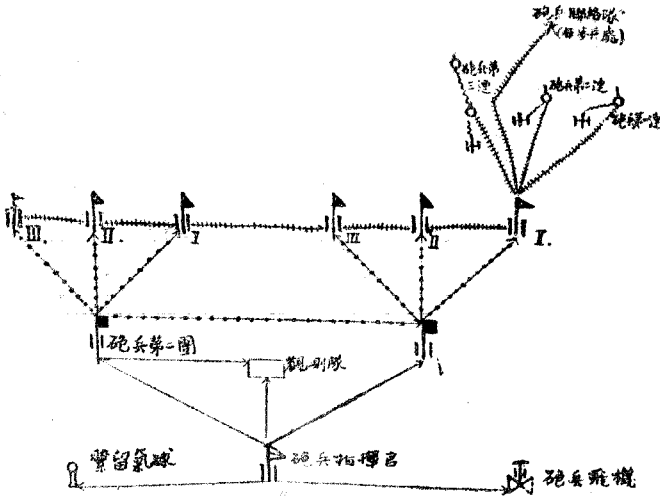 砲兵聯絡隊
(在步兵處)
砲兵第
三連
砲兵第二連
砲兵第一連
III.
II.
I
III
II
I.
砲兵第二團
觀測隊
繫留氣球
砲兵指揮官
砲兵飛機